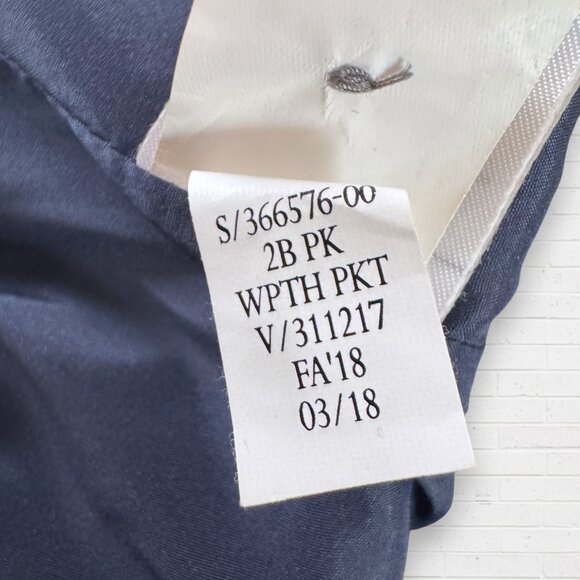 S/366576-00
2B PK
WPTH PKT
V/311217
FA'18
03/18